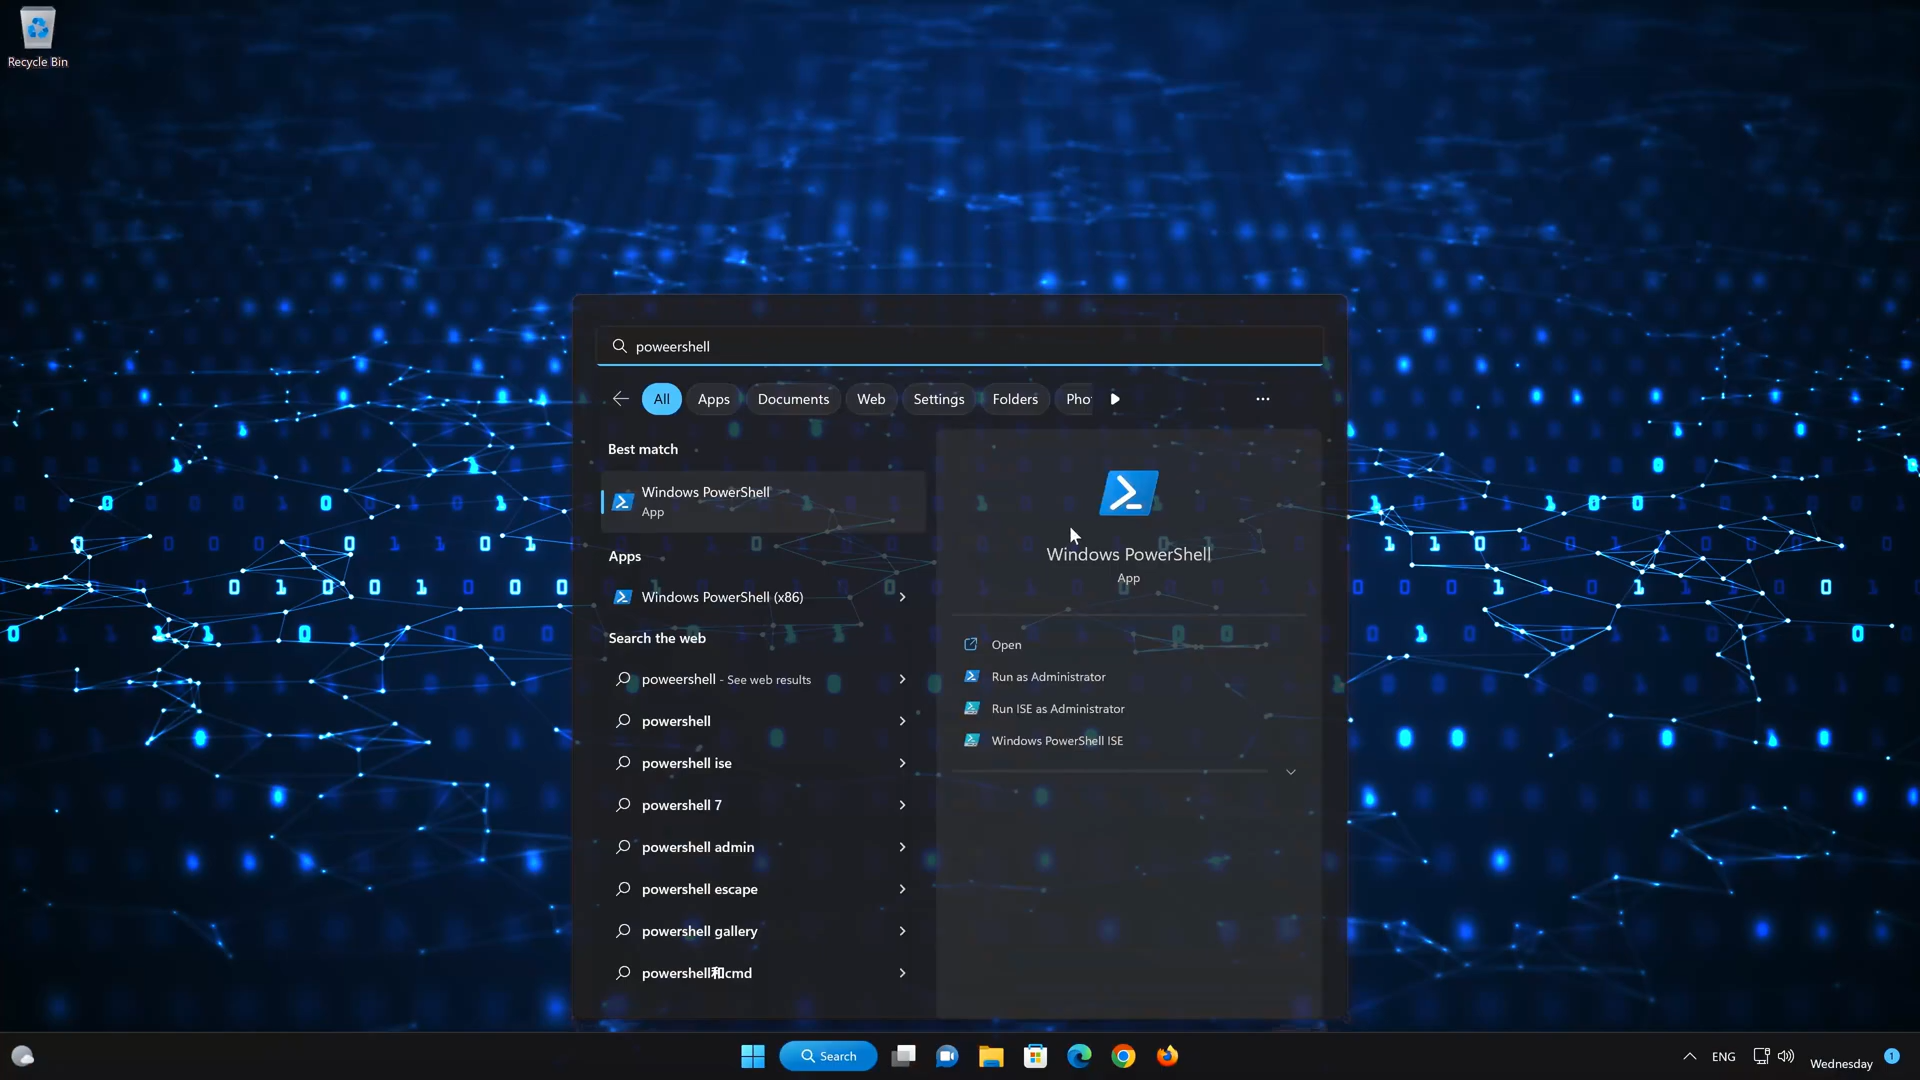 Recycle Bin
poweershell
All
Apps
Documents
Web
Settings
Folders
Pho
Best match
Windows PowerShell
App
Apps
Windows PowerShell (x86)
Search the web
poweershell - See web results
powershell
powershell ise
powershell 7
powershell admin
powershell escape
powershell gallery
powershell和cmd
Windows PowerShell
App
Open
Run as Administrator
Run ISE as Administrator
Windows PowerShell ISE
Search
ENG
Wednesday
1